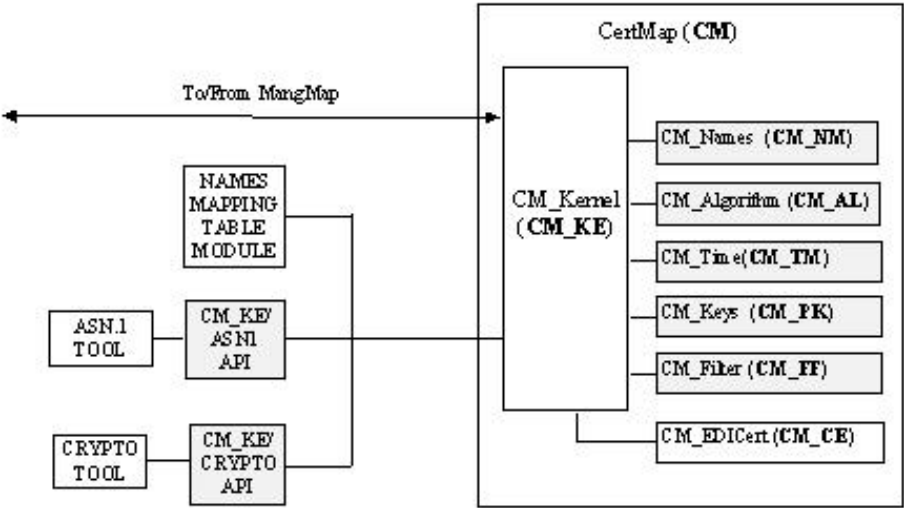 CertMap (CM)
To/From MangMap
CM_Names (CM_NM)
NAMES
MAPPING
TABLE
MODULE
CM_Kernel
(CM_KE)
CM_Algorithm (CM_AL)
CM_Time(CM_TM)
CM_Keys (CM_PK)
ASN.1
TOOL
CM_KE/
ASN1
API
CM_Filter (CM_FF)
CM_EDICert (CM_CE)
CRYPTO
TOOL
CM_KE/
CRYPTO
API